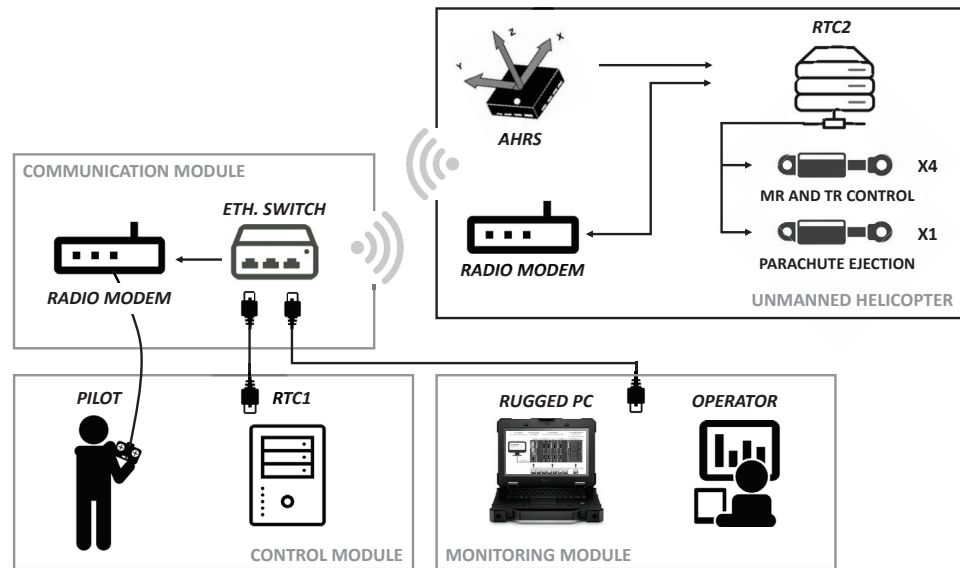 RTC2
Z
X
Y
AHRS
COMMUNICATION MODULE
X4
MR AND TR CONTROL
ETH. SWITCH
X1
RADIO MODEM
RADIO MODEM
PARACHUTE EJECTION
UNMANNED HELICOPTER
PILOT
RTC1
RUGGED PC
OPERATOR
CONTROL MODULE
MONITORING MODULE